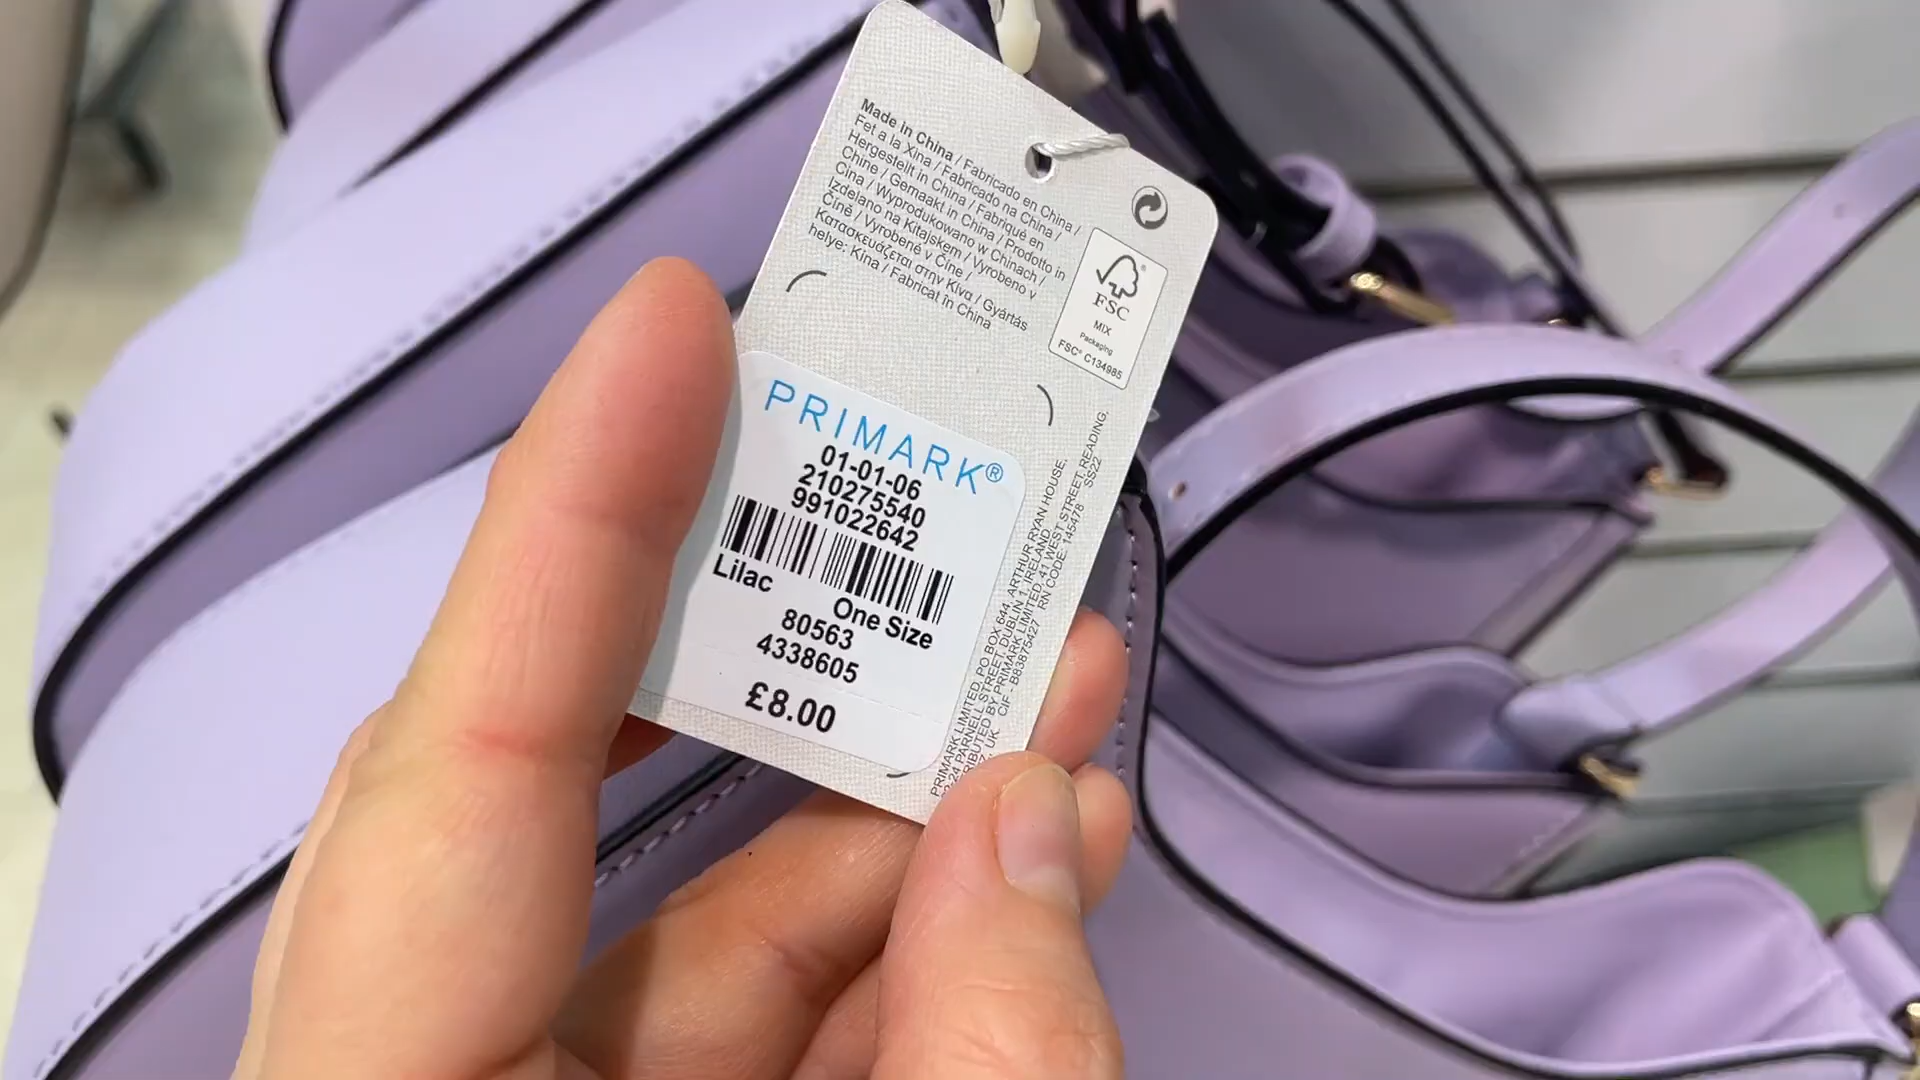 Made in China / Fabricado en China /
Fet a la Xina / Fabricado na China /
Hergestellt in China / Fabriqué en
Chine / Gemaakt in China / Prodotto in
Cina / Wyprodukowano w Chinach /
Izdelano na Kitajskem / Vyrobeno v
Číně / Vyrobené v Číne /
Κατασκευάζεται στην Κίνα / Gyártás
helye: Kína / Fabricat în China
FSC®
MIX
Packaging
FSC® C134985
PRIMARK®
01-01-06
210275540
991022642
Lilac
One Size
80563
4338605
£8.00
PRIMARK LIMITED, PO BOX 644, ARTHUR RYAN HOUSE,
22-24 PARNELL STREET, DUBLIN 1, IRELAND
TRIBUTED BY PRIMARK LIMITED, 41 WEST STREET, READING,
UK CIF - B83875427 RN CODE: 145478 SS22